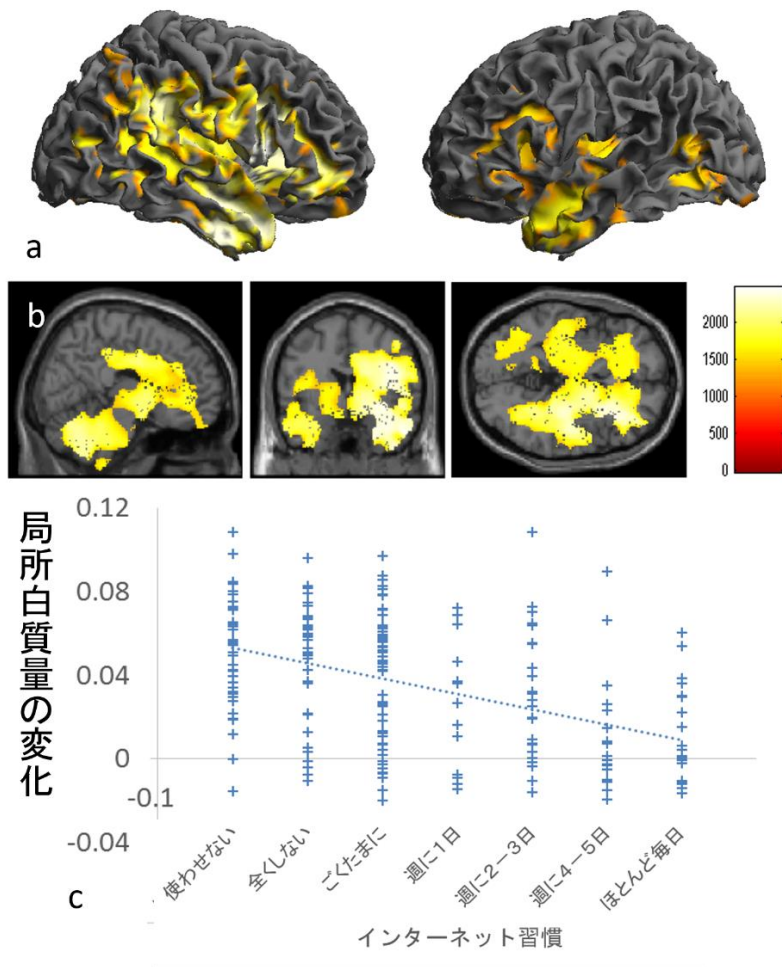 a
b
2000
1500
1000
500
0
局所白質量の変化
0.12
0.08
0.04
0
-0.1
-0.04
使わせない
全くしない
ごくたまに
週に1日
週に2－3日
週に4－5日
ほとんど毎日
c
インターネット習慣